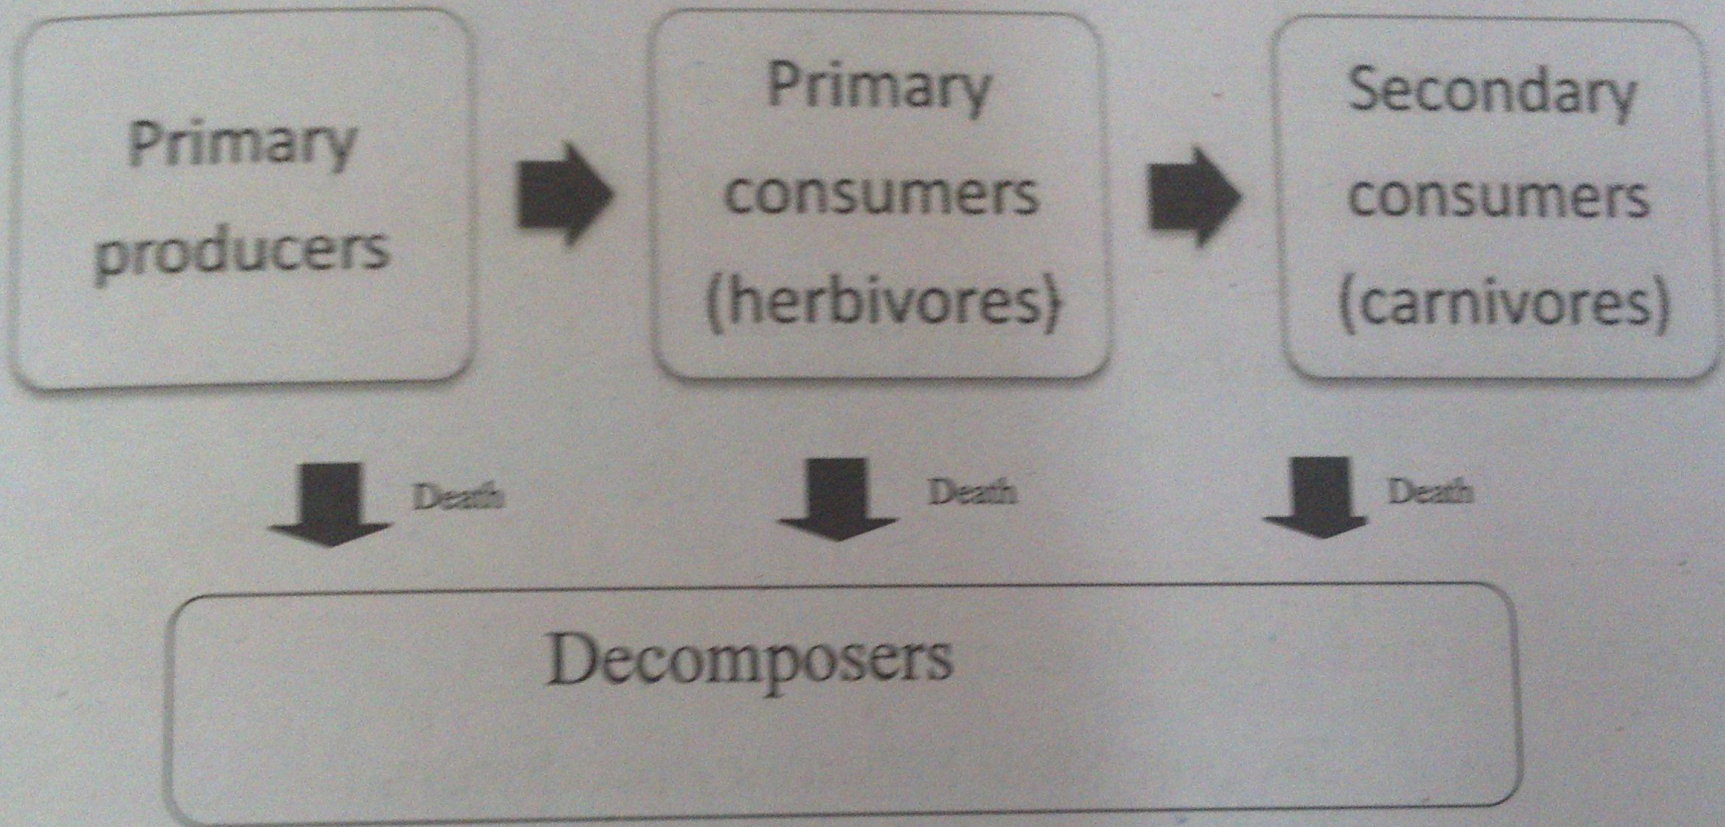 Primary
producers
Primary
consumers
(herbivores)
Secondary
consumers
(carnivores)
Death
Death
Death
Decomposers